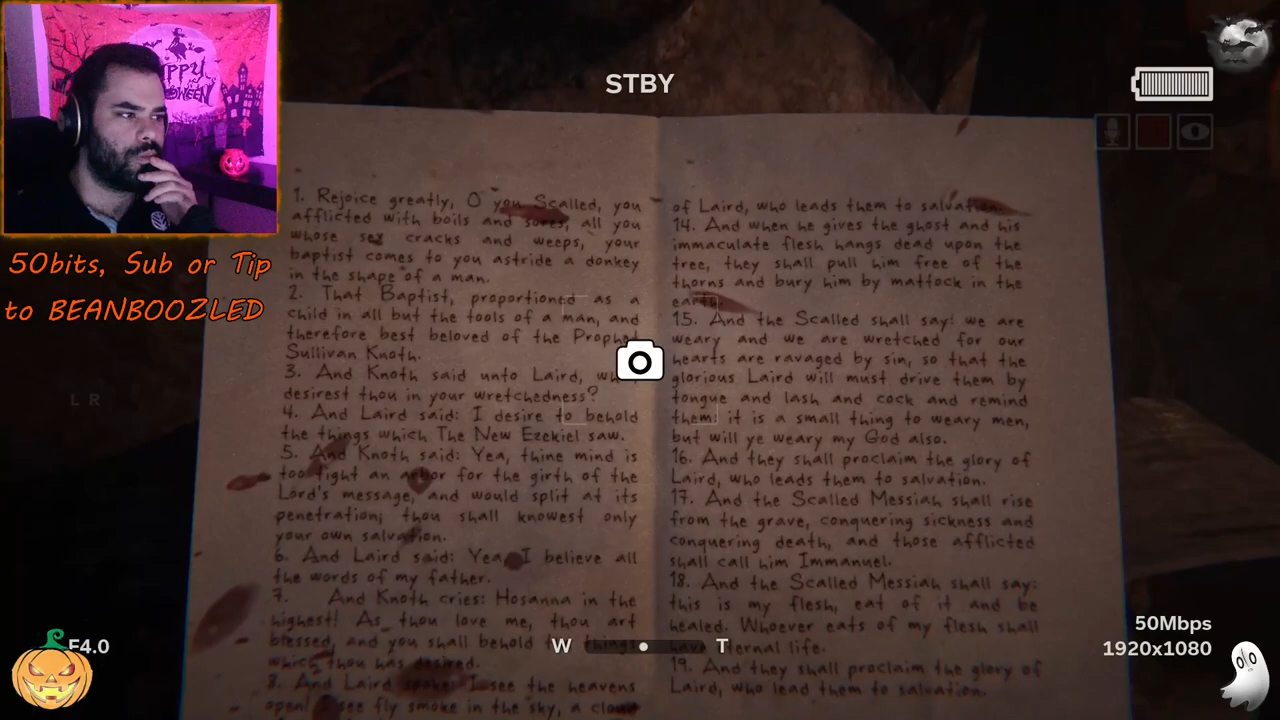 STBY
HAPPY
HALLOWEEN
50bits, Sub or Tip
to BEANBOOZLED
L R
1. Rejoice greatly, O you Scalled, you
afflicted with boils and sores, all you
whose sex cracks and weeps, your
baptist comes to you astride a donkey
in the shape of a man.
2. That Baptist, proportioned as a
child in all but the tools of a man, and
therefore best beloved of the Prophet
Sullivan Knoth.
3. And Knoth said unto Laird, what
desirest thou in your wretchedness?
4. And Laird said: I desire to behold
the things which The New Ezekiel saw.
5. And Knoth said: Yea, thine mind is
too tight an arbor for the girth of the
Lord's message, and would split at its
penetration; thou shall knowest only
your own salvation.
6. And Laird said: Yea, I believe all
the words of my father.
7. And Knoth cries: Hosanna in the
highest! As thou love me, thou art
blessed, and you shall behold things
which thou has desired.
8. And Laird spoke: I see the heavens
open! I see fly smoke in the sky, a cloud
of Laird, who leads them to salvation.
14. And when he gives the ghost and his
immaculate flesh hangs dead upon the
tree, they shall pull him free of the
thorns and bury him by mattock in the
earth.
15. And the Scalled shall say: we are
weary and we are wretched for our
hearts are ravaged by sin, so that the
glorious Laird will must drive them by
tongue and lash and cock and remind
them: it is a small thing to weary men,
but will ye weary my God also.
16. And they shall proclaim the glory of
Laird, who leads them to salvation.
17. And the Scalled Messiah shall rise
from the grave, conquering sickness and
conquering death, and those afflicted
shall call him Immanuel.
18. And the Scalled Messiah shall say:
this is my flesh, eat of it and be
healed. Whoever eats of my flesh shall
have eternal life.
19. And they shall proclaim the glory of
Laird, who lead them to salvation.
F4.0
W T
50Mbps
1920x1080